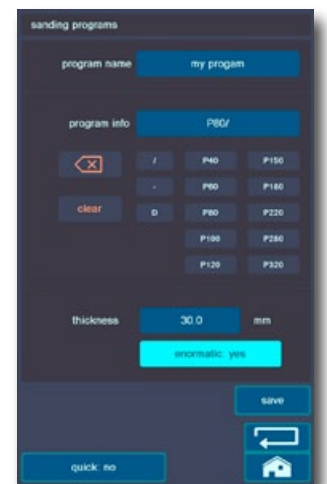 sanding programs
program name my progam
program info P80/
/ P40 P150
- P60 P180
clear D P80 P220
P100 P280
P120 P320
thickness 30.0 mm
enormatic: yes
save
quick: no